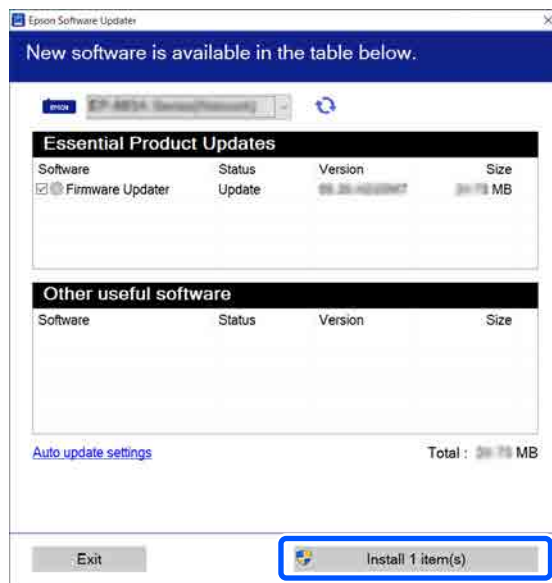 Epson Software Updater
New software is available in the table below.
EPSON
Essential Product Updates
Software Status Version Size
Firmware Updater Update MB
Other useful software
Software Status Version Size
Auto update settings Total : MB
Exit Install 1 item(s)